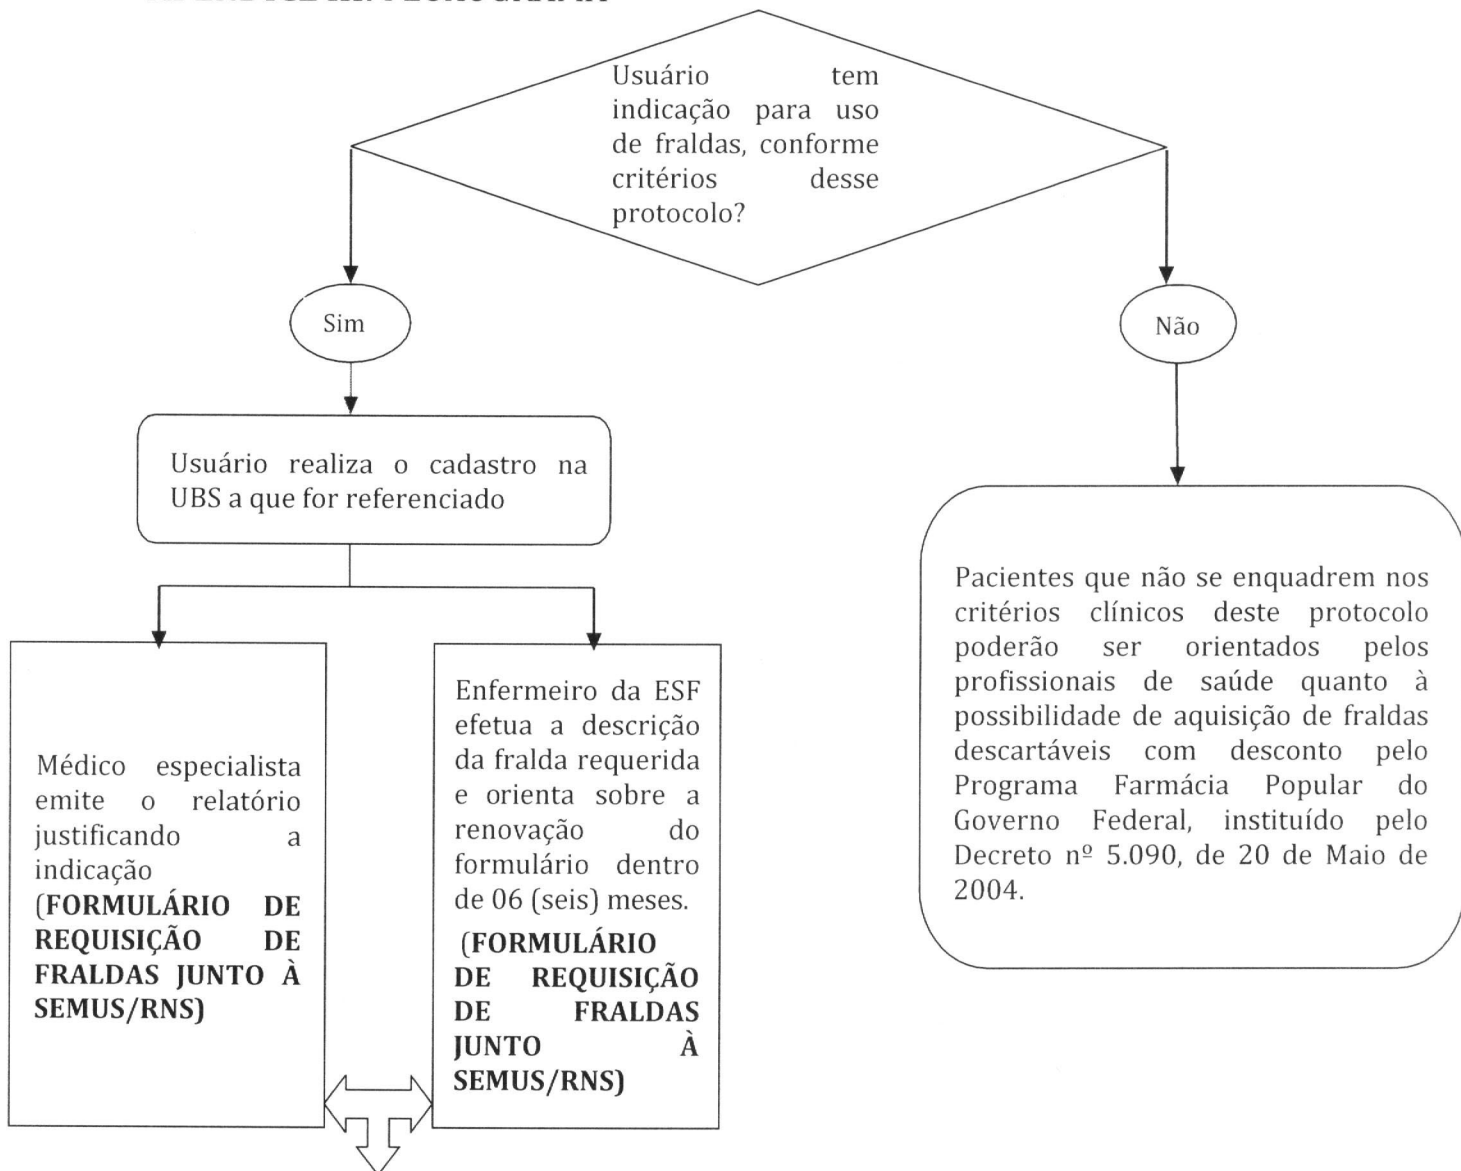 Usuário tem
indicação para uso
de fraldas, conforme
critérios desse
protocolo?
Sim
Não
Usuário realiza o cadastro na
UBS a que for referenciado
Médico especialista
emite o relatório
justificando a
indicação
(FORMULÁRIO DE
REQUISIÇÃO DE
FRALDAS JUNTO À
SEMUS/RNS)
Enfermeiro da ESF
efetua a descrição
da fralda requerida
e orienta sobre a
renovação do
formulário dentro
de 06 (seis) meses.
(FORMULÁRIO
DE REQUISIÇÃO
DE FRALDAS
JUNTO À
SEMUS/RNS)
Pacientes que não se enquadrem nos
critérios clínicos deste protocolo
poderão ser orientados pelos
profissionais de saúde quanto à
possibilidade de aquisição de fraldas
descartáveis com desconto pelo
Programa Farmácia Popular do
Governo Federal, instituído pelo
Decreto nº 5.090, de 20 de Maio de
2004.